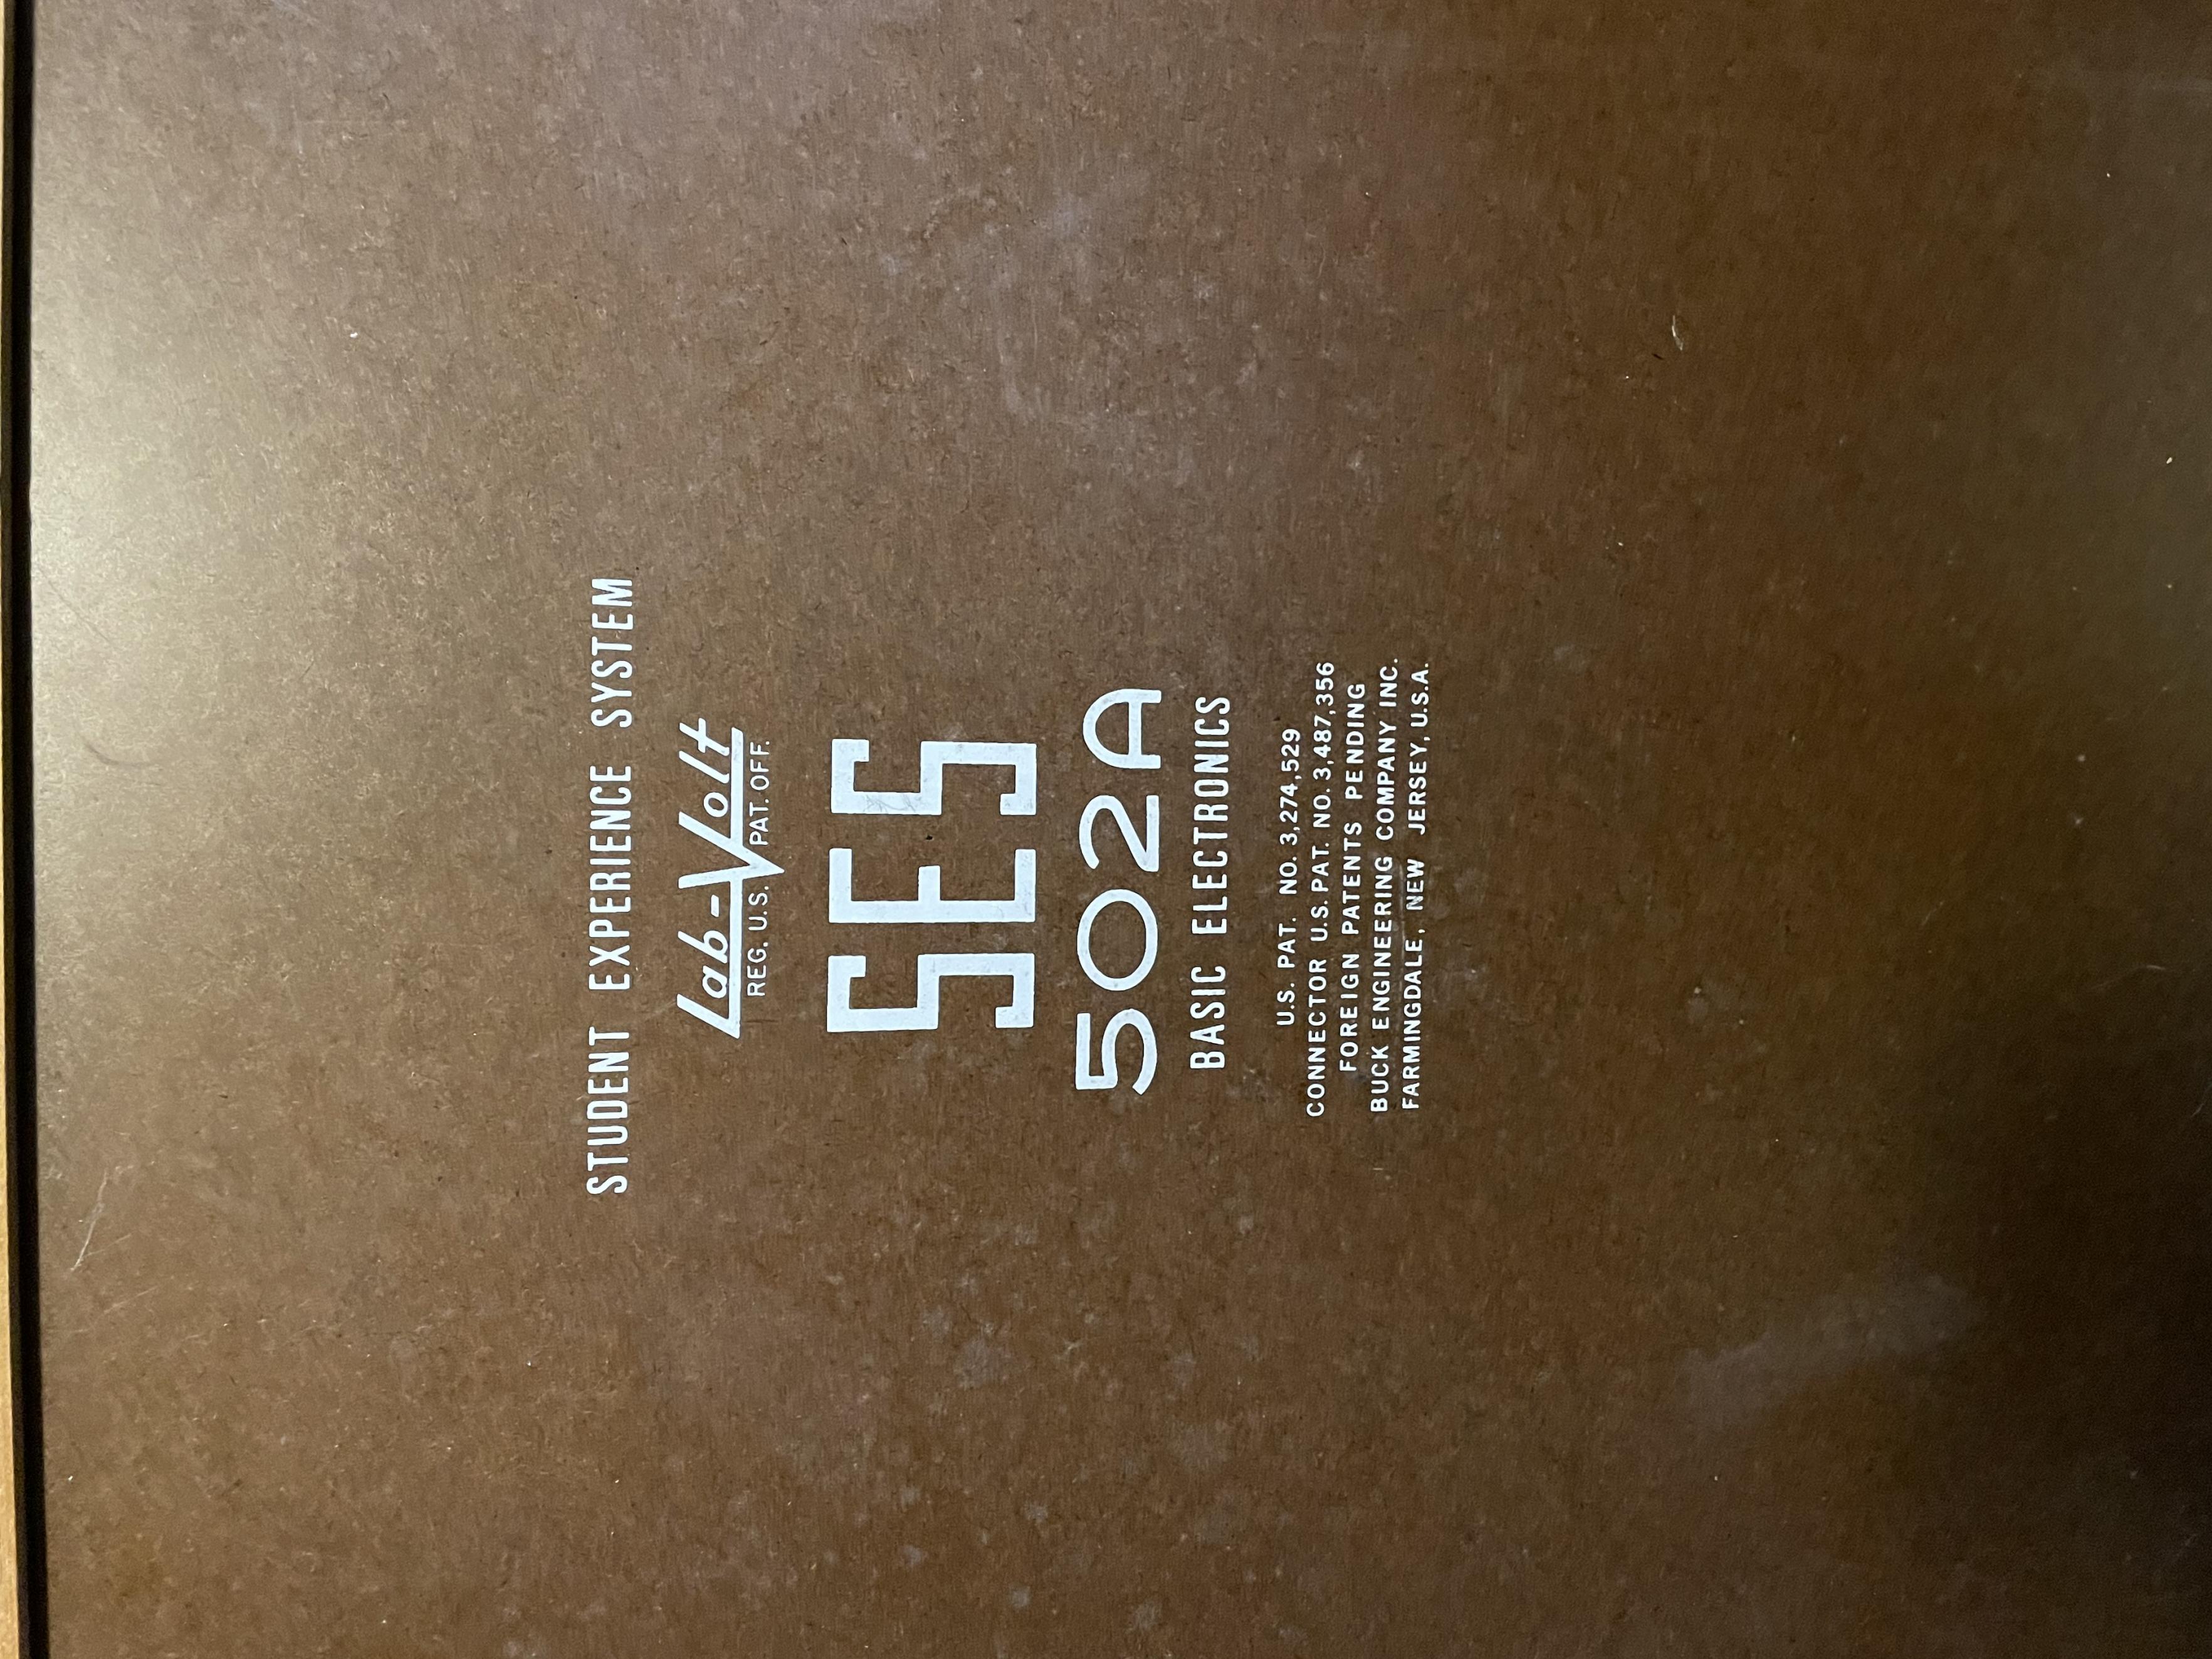 STUDENT EXPERIENCE SYSTEM
Lab-Volt
REG. U.S. PAT. OFF.
SES
502A
BASIC ELECTRONICS
U.S. PAT. NO. 3,274,529
CONNECTOR U.S. PAT. NO. 3,487,356
FOREIGN PATENTS PENDING
BUCK ENGINEERING COMPANY INC.
FARMINGDALE, NEW JERSEY, U.S.A.